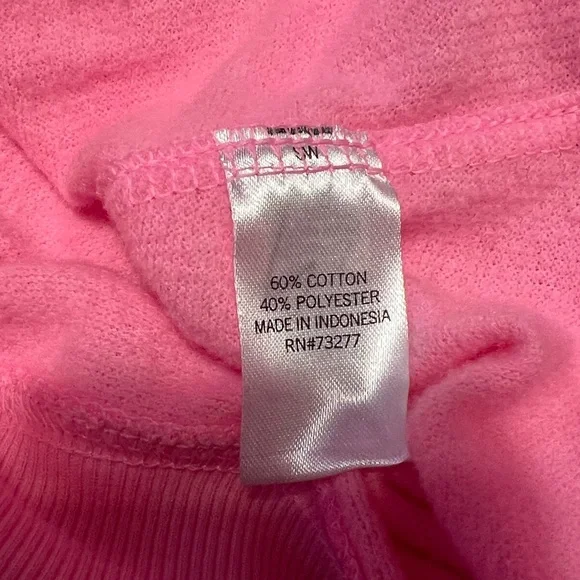 60% COTTON
40% POLYESTER
MADE IN INDONESIA
RN#73277